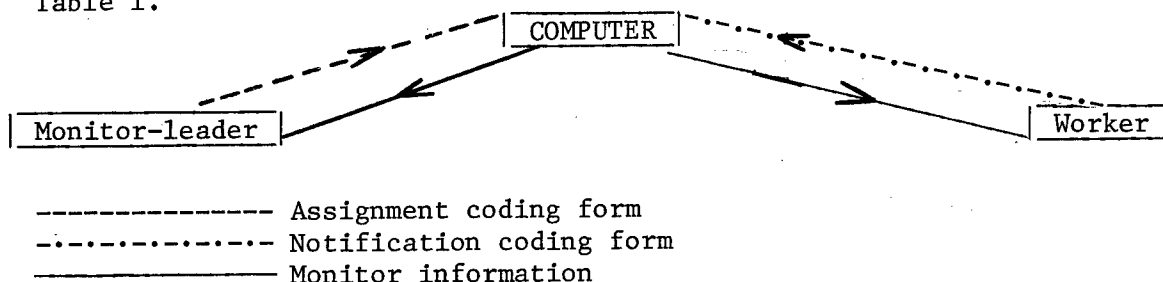 Table 1.
COMPUTER
Monitor-leader
Worker
Assignment coding form
Notification coding form
Monitor information